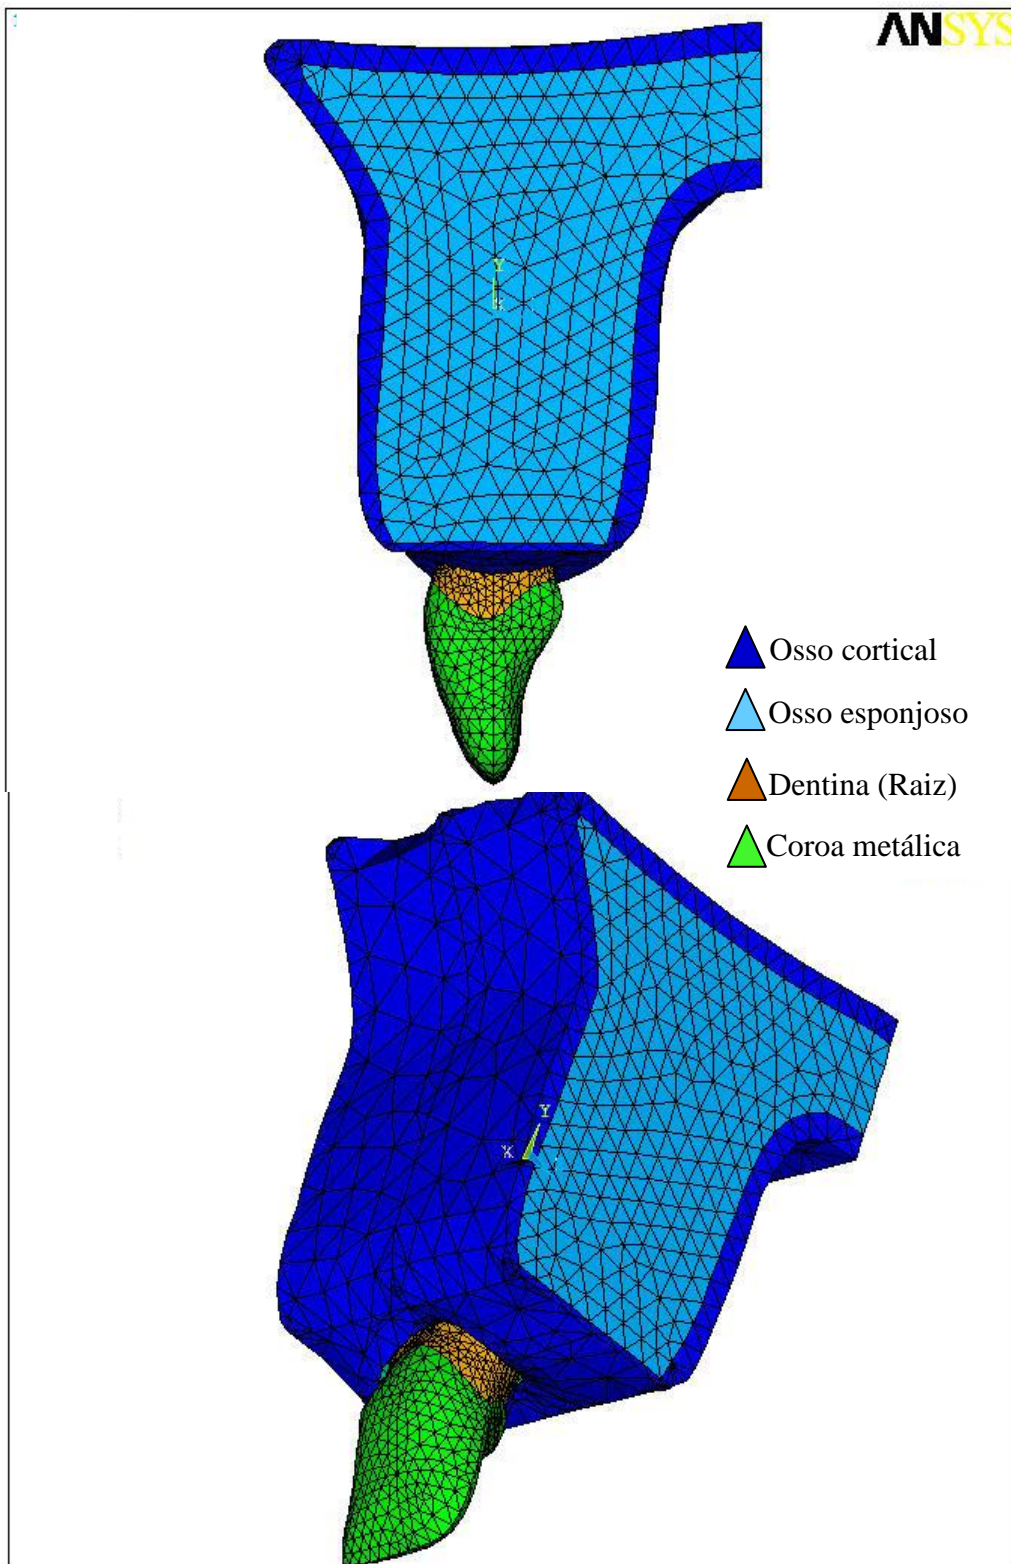 ANSYS
Y
X
Osso cortical
Osso esponjoso
Dentina (Raiz)
Coroa metálica
Y
X